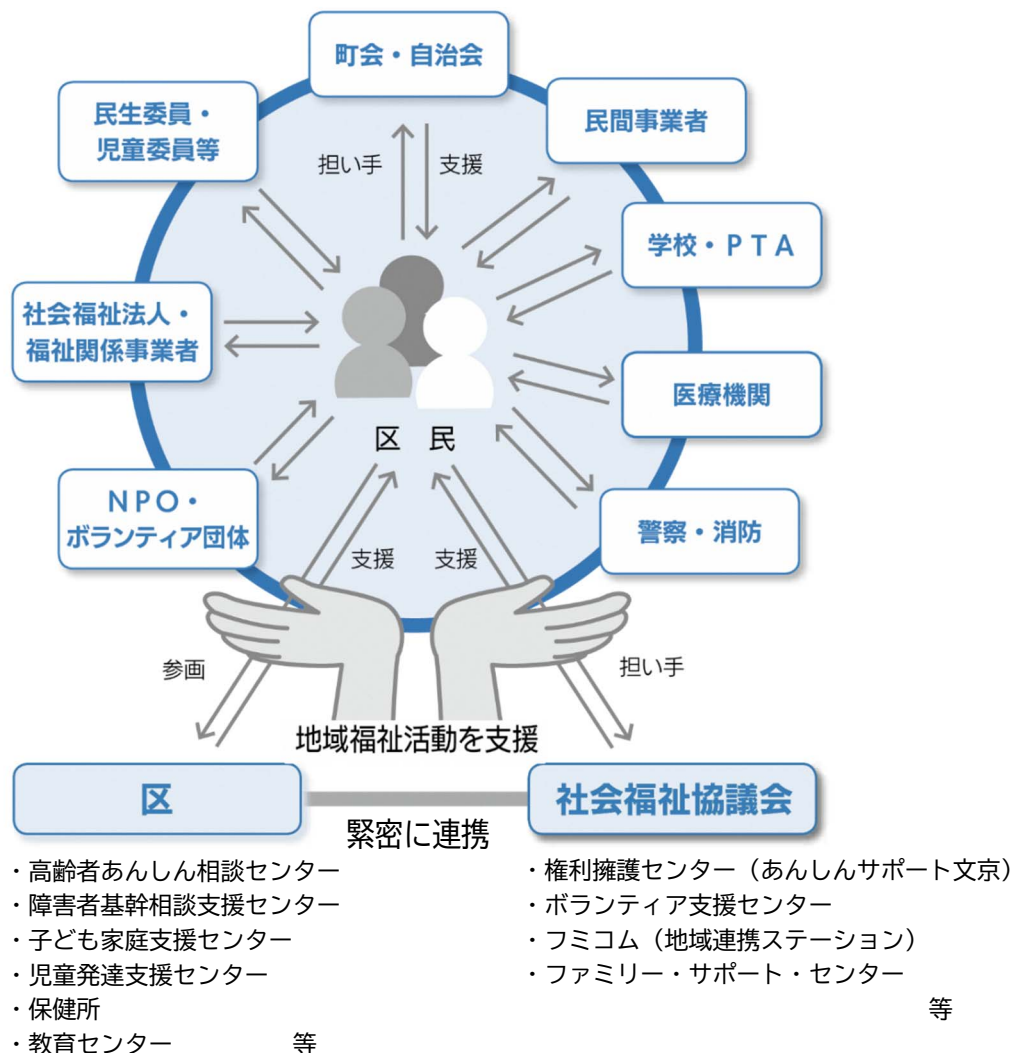 町会・自治会
民生委員・
児童委員等
民間事業者
担い手
支援
学校・PTA
社会福祉法人・
福祉関係事業者
医療機関
区 民
NPO・
ボランティア団体
警察・消防
支援
支援
参画
担い手
地域福祉活動を支援
区
社会福祉協議会
緊密に連携
・高齢者あんしん相談センター
・障害者基幹相談支援センター
・子ども家庭支援センター
・児童発達支援センター
・保健所
・教育センター 等
・権利擁護センター（あんしんサポート文京）
・ボランティア支援センター
・フミコム（地域連携ステーション）
・ファミリー・サポート・センター
等